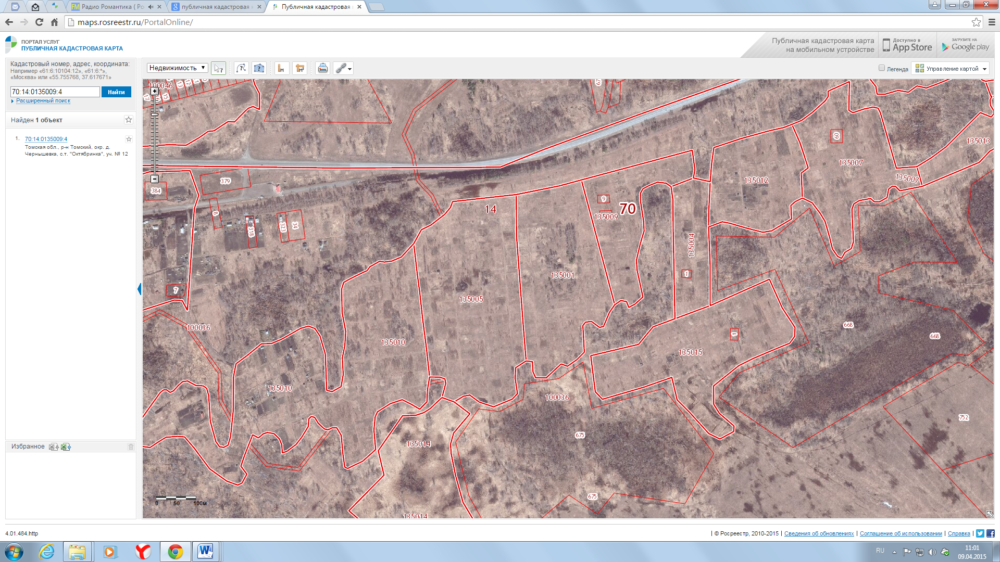 Радио Романтика ( Ро
публичная кадастровая
Публичная кадастровая
maps.rosreestr.ru/PortalOnline/
ПОРТАЛ УСЛУГ
ПУБЛИЧНАЯ КАДАСТРОВАЯ КАРТА
Публичная кадастровая карта
на мобильном устройстве
Доступно в
App Store
ЗАГРУЗИТЕ НА
Google play
Кадастровый номер, адрес, координата:
Например «61:6:10104:12», «61:6:*»,
«Москва» или «55.755768, 37.617671»
70:14:0135009:4
Найти
Расширенный поиск
Найден 1 объект
1. 70:14:0135009:4
Томская обл., р-н Томский, окр. д.
Чернышевка, с.т. "Октябринка", уч. № 12
Избранное
Недвижимость
Легенда
Управление картой
100046
13
12
17
15
135013
60
135007
135007
135012
379
384
14
70
9
135009
8
318
323
34
135004
1
135001
7
135005
100036
668
668
1
135010
135015
135010
100036
752
675
135014
675
135014
0 50 100м
4.01.484.http
| © Росреестр, 2010-2015 | Сведения об обновлениях | Соглашение об использовании | Справка |
RU
11:01
09.04.2015